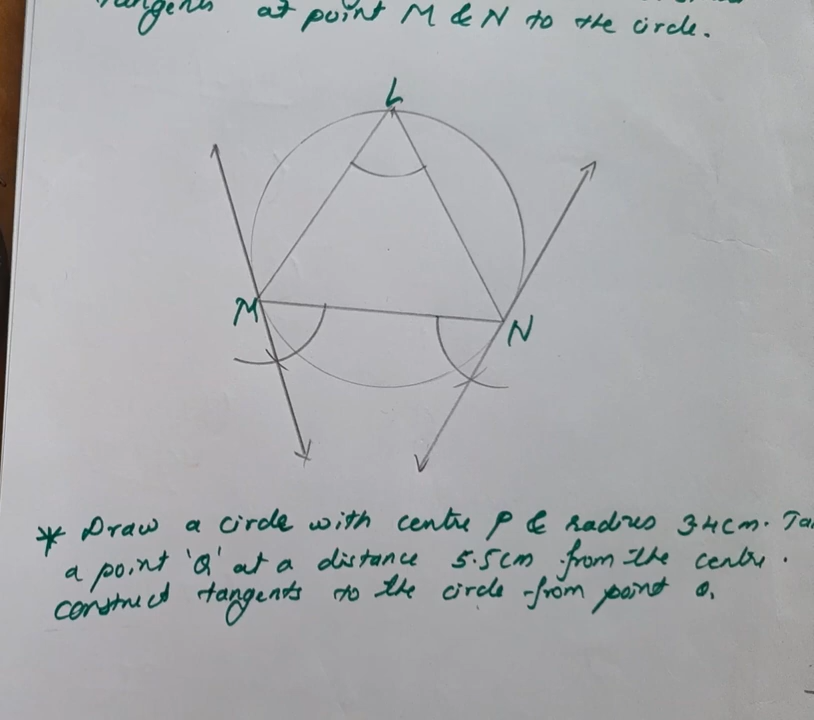 Tangents at point M & N to the circle.
L
M
N
* Draw a circle with centre P & radius 3.4cm. Ta
a point 'Q' at a distance 5.5cm from the centre.
construct tangents to the circle from point Q.